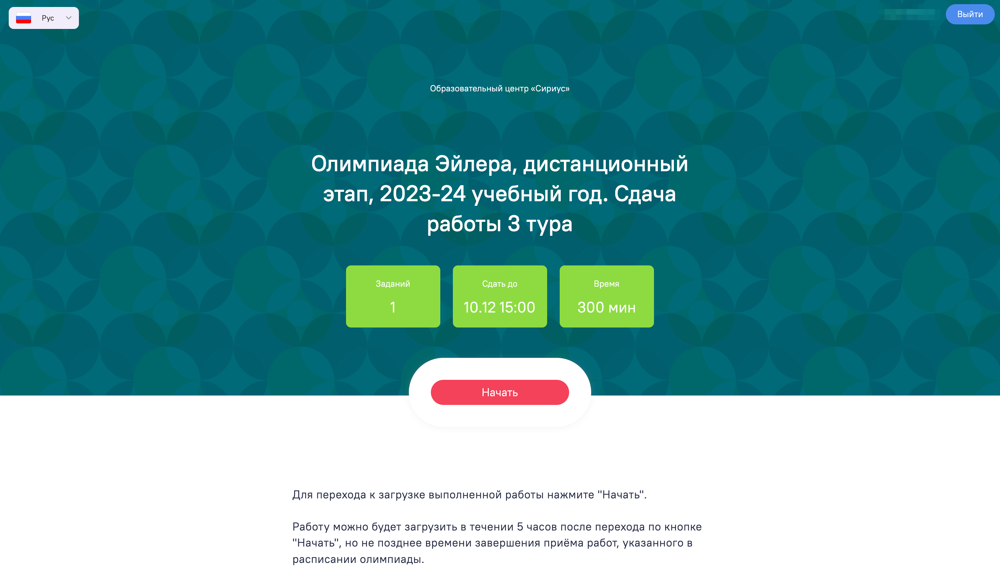 Рус
Выйти
Образовательный центр «Сириус»
Олимпиада Эйлера, дистанционный
этап, 2023-24 учебный год. Сдача
работы 3 тура
Заданий
1
Сдать до
10.12 15:00
Время
300 мин
Начать
Для перехода к загрузке выполненной работы нажмите "Начать".
Работу можно будет загрузить в течении 5 часов после перехода по кнопке
"Начать", но не позднее времени завершения приёма работ, указанного в
расписании олимпиады.